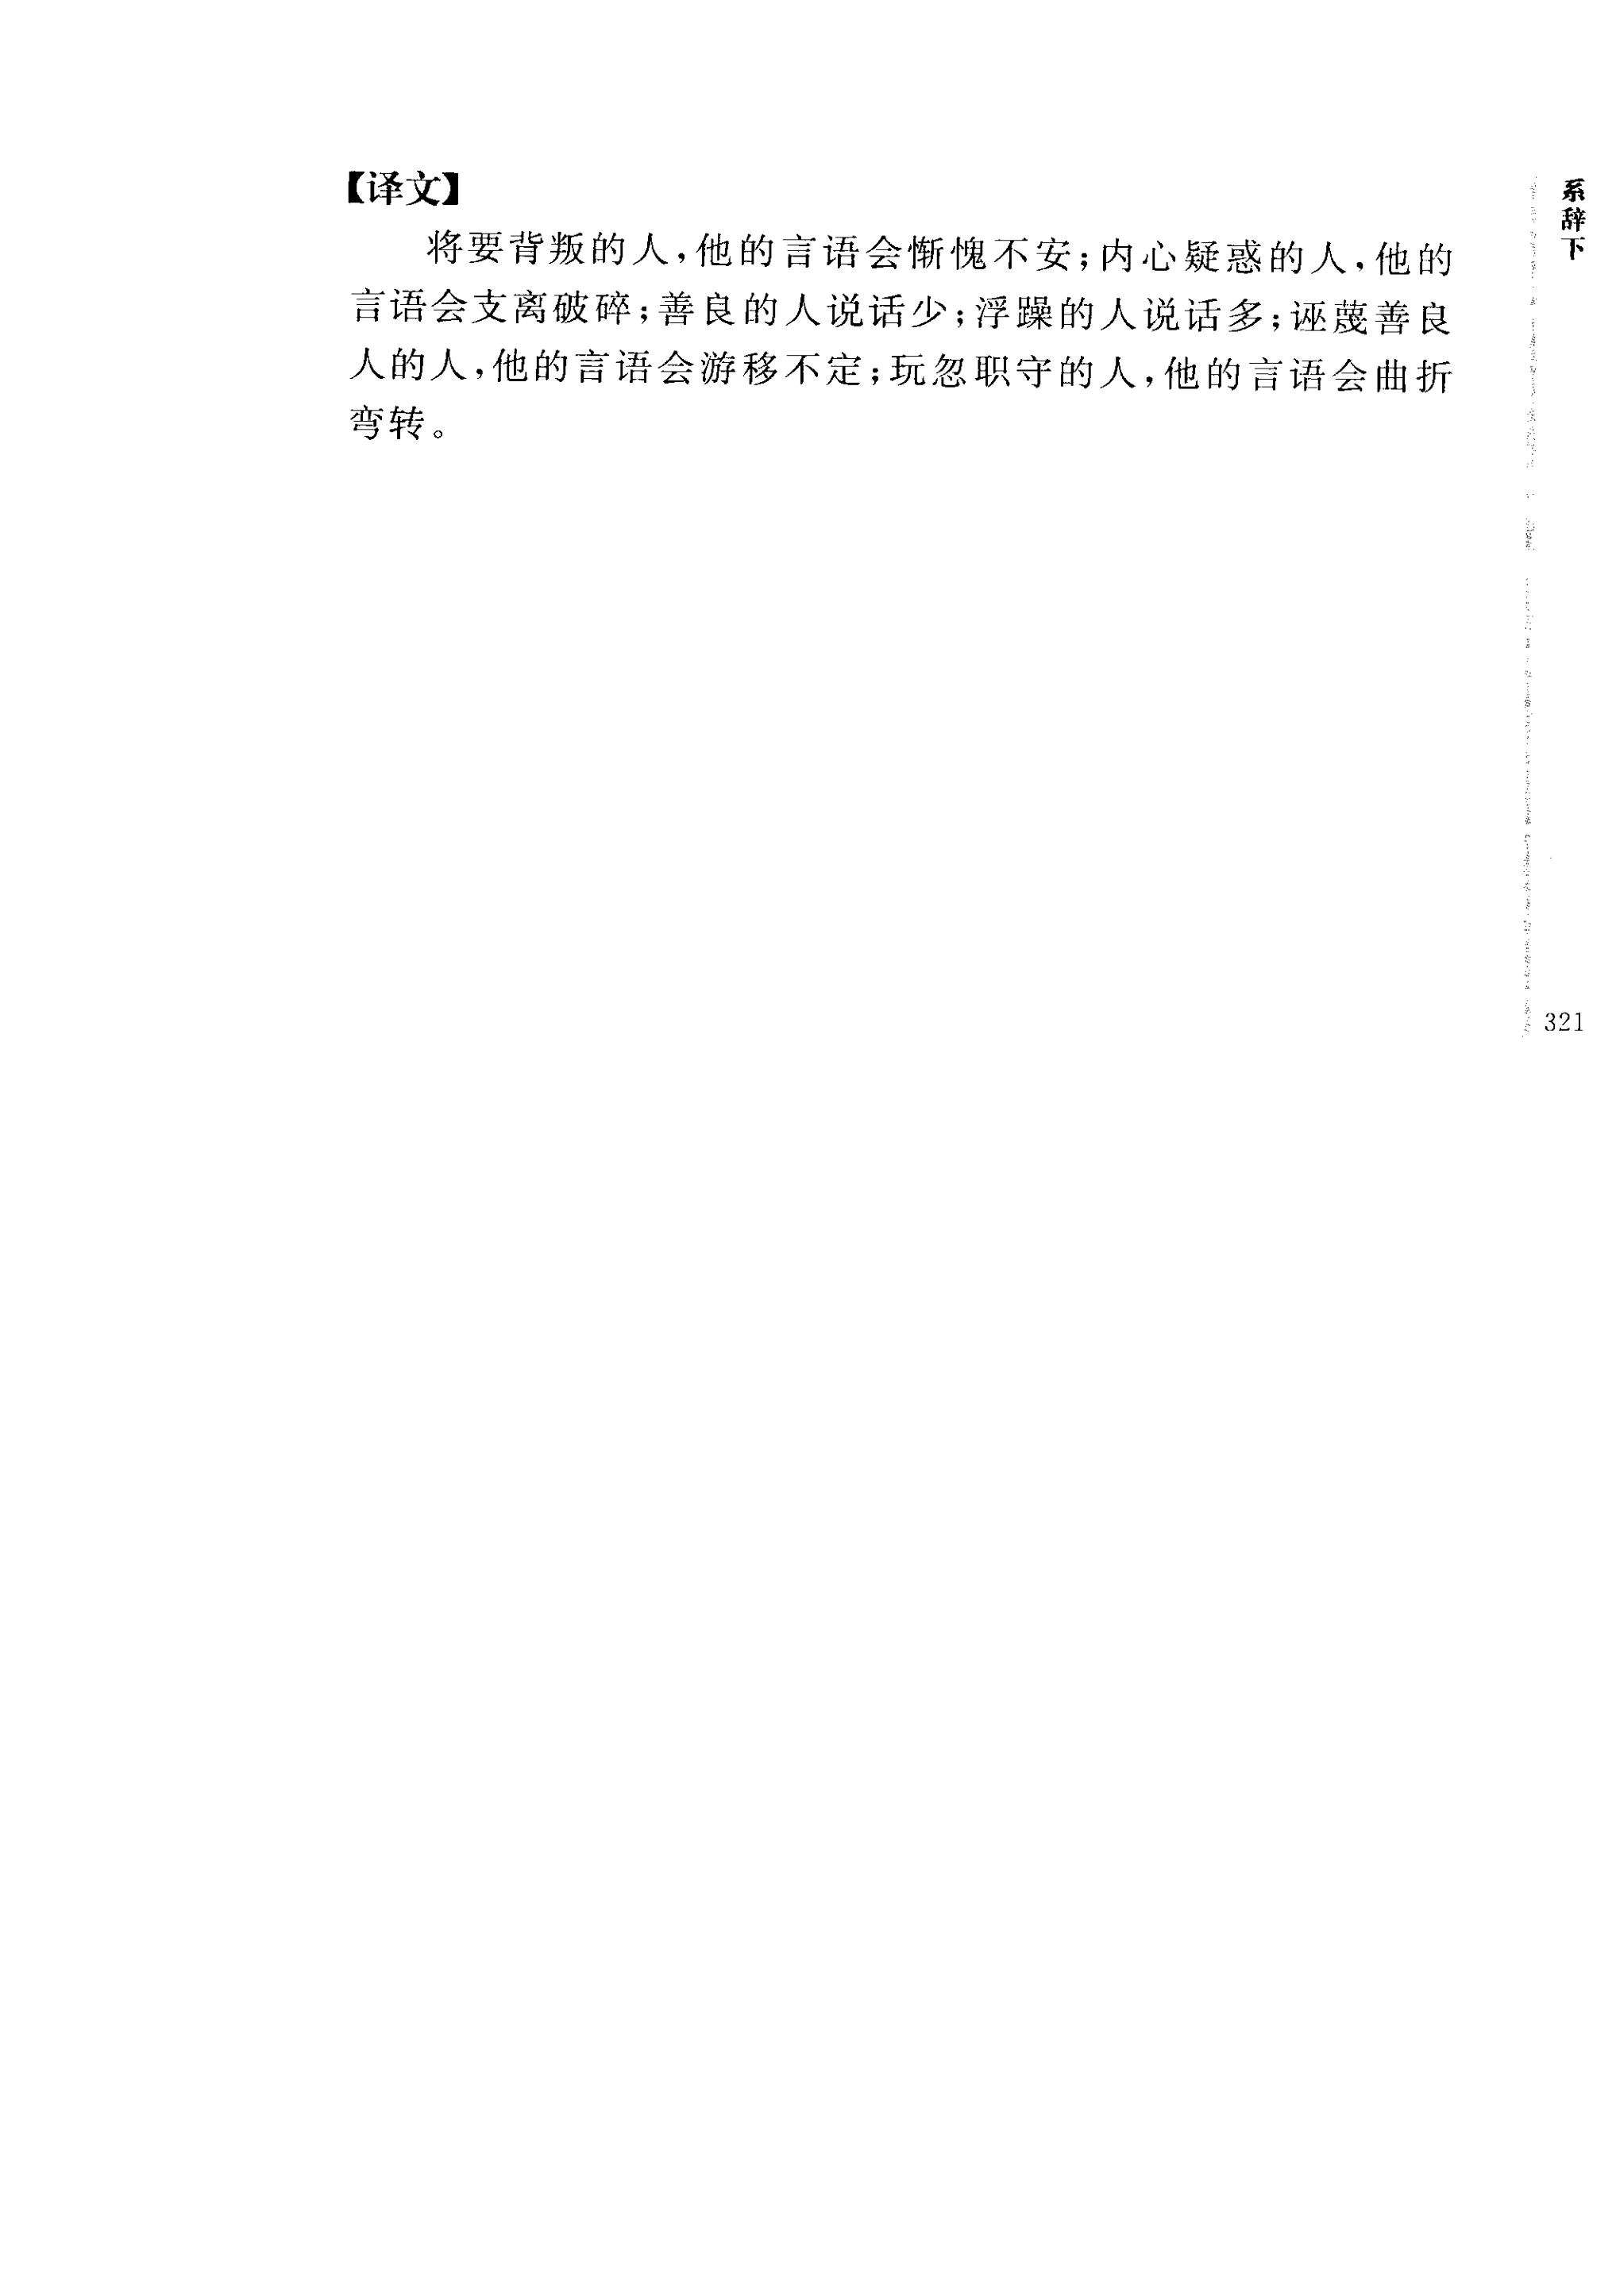 【译文】
将要背叛的人,他的言语会惭愧不安;内心疑惑的人,他的
言语会支离破碎;善良的人说话少;浮躁的人说话多;诬蔑善良
人的人,他的言语会游移不定;玩忽职守的人,他的言语会曲折
弯转。
系辞下
321